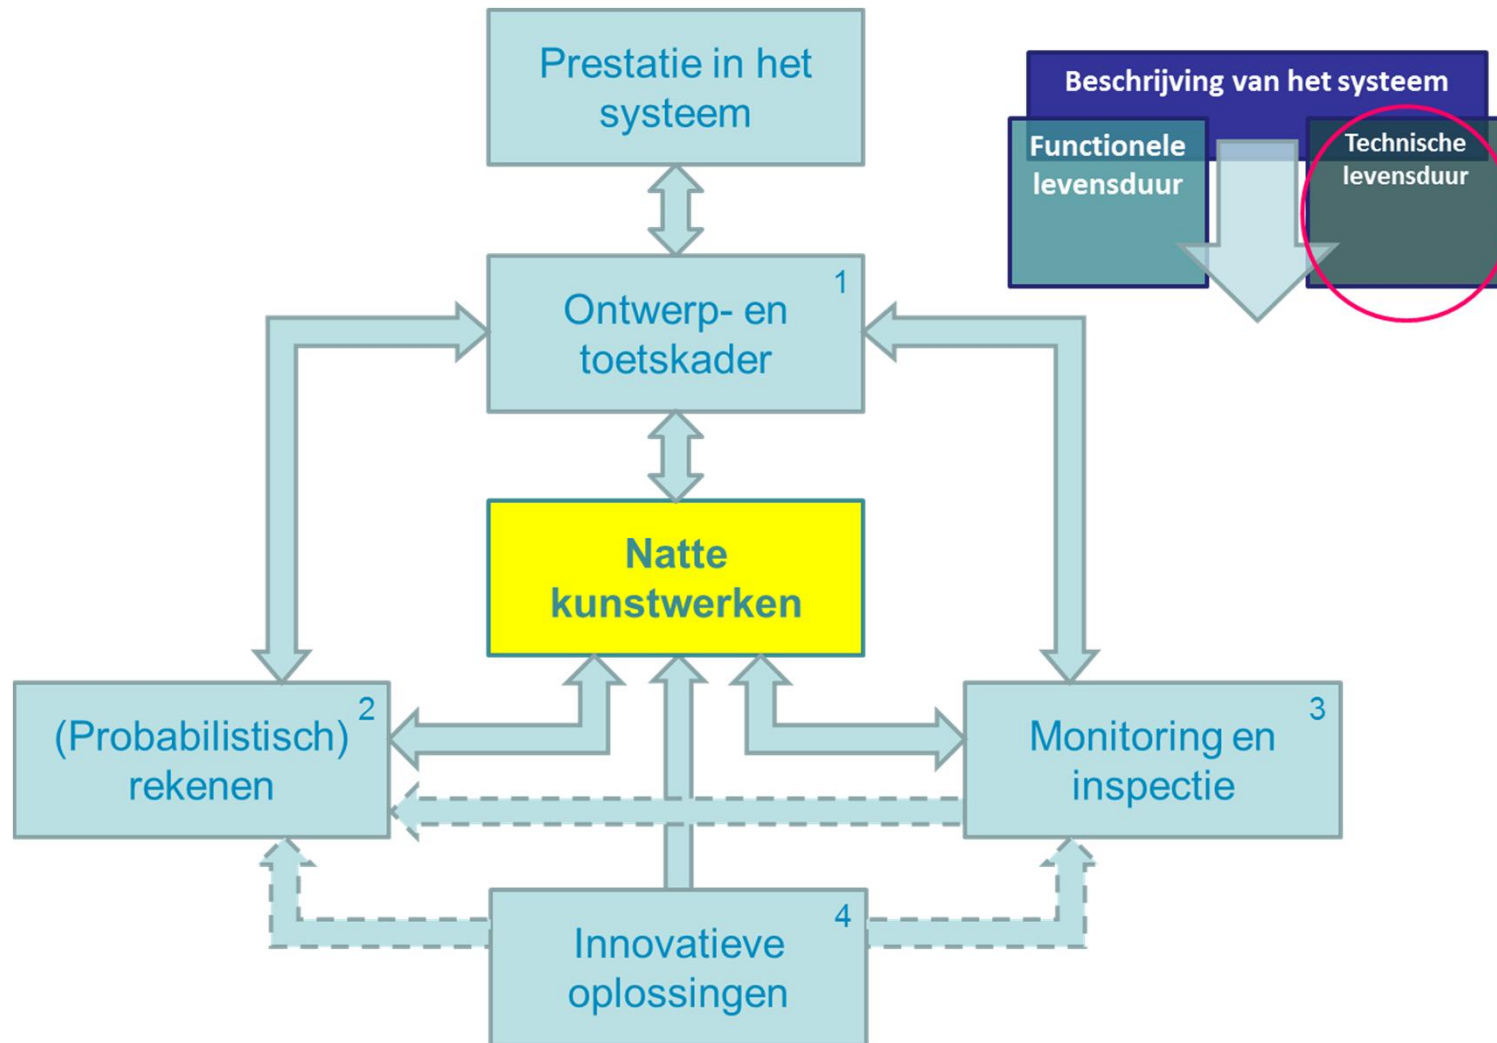 Prestatie in het
systeem
Beschrijving van het systeem
Functionele
levensduur
Technische
levensduur
1
Ontwerp- en
toetskader
Natte
kunstwerken
2
(Probabilistisch)
rekenen
3
Monitoring en
inspectie
4
Innovatieve
oplossingen